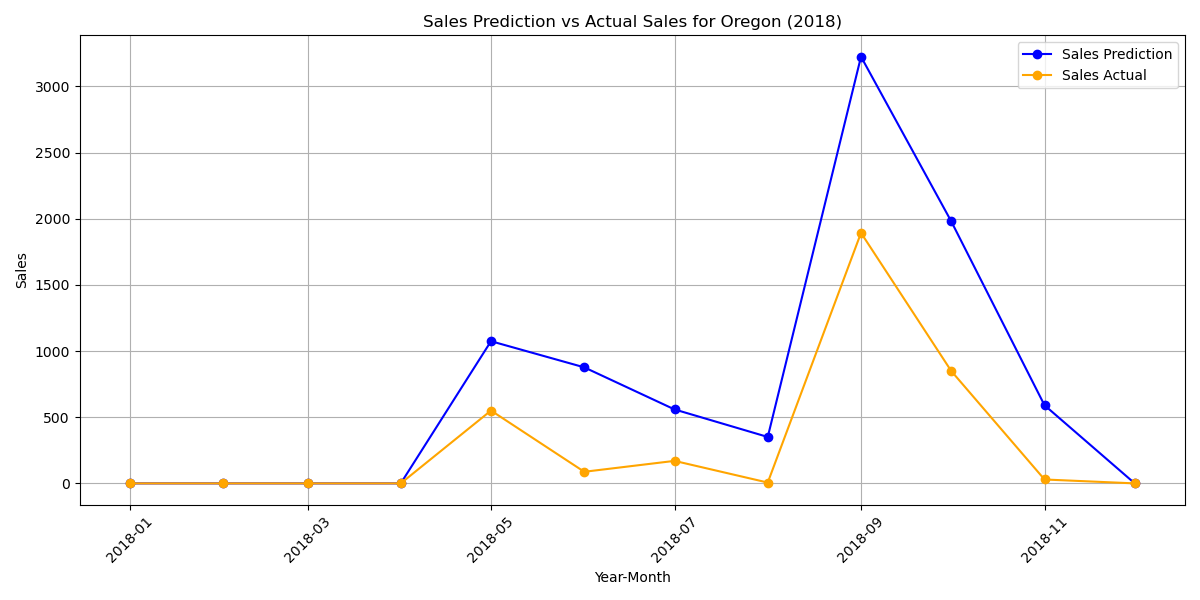 Sales Prediction vs Actual Sales for Oregon (2018)
Sales Prediction
Sales Actual
3000
2500
2000
1500
1000
500
0
Sales
2018-01
2018-03
2018-05
2018-07
2018-09
2018-11
Year-Month